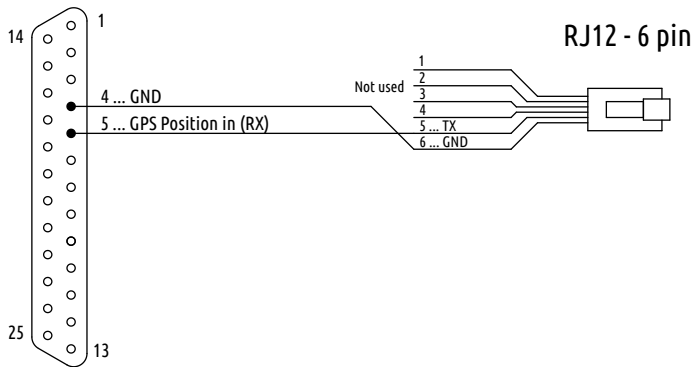 RJ12 - 6 pin
1
14
1
2
Not used
3
4 ... GND
4
5 ... GPS Position in (RX)
5 ... TX
6 ... GND
25
13